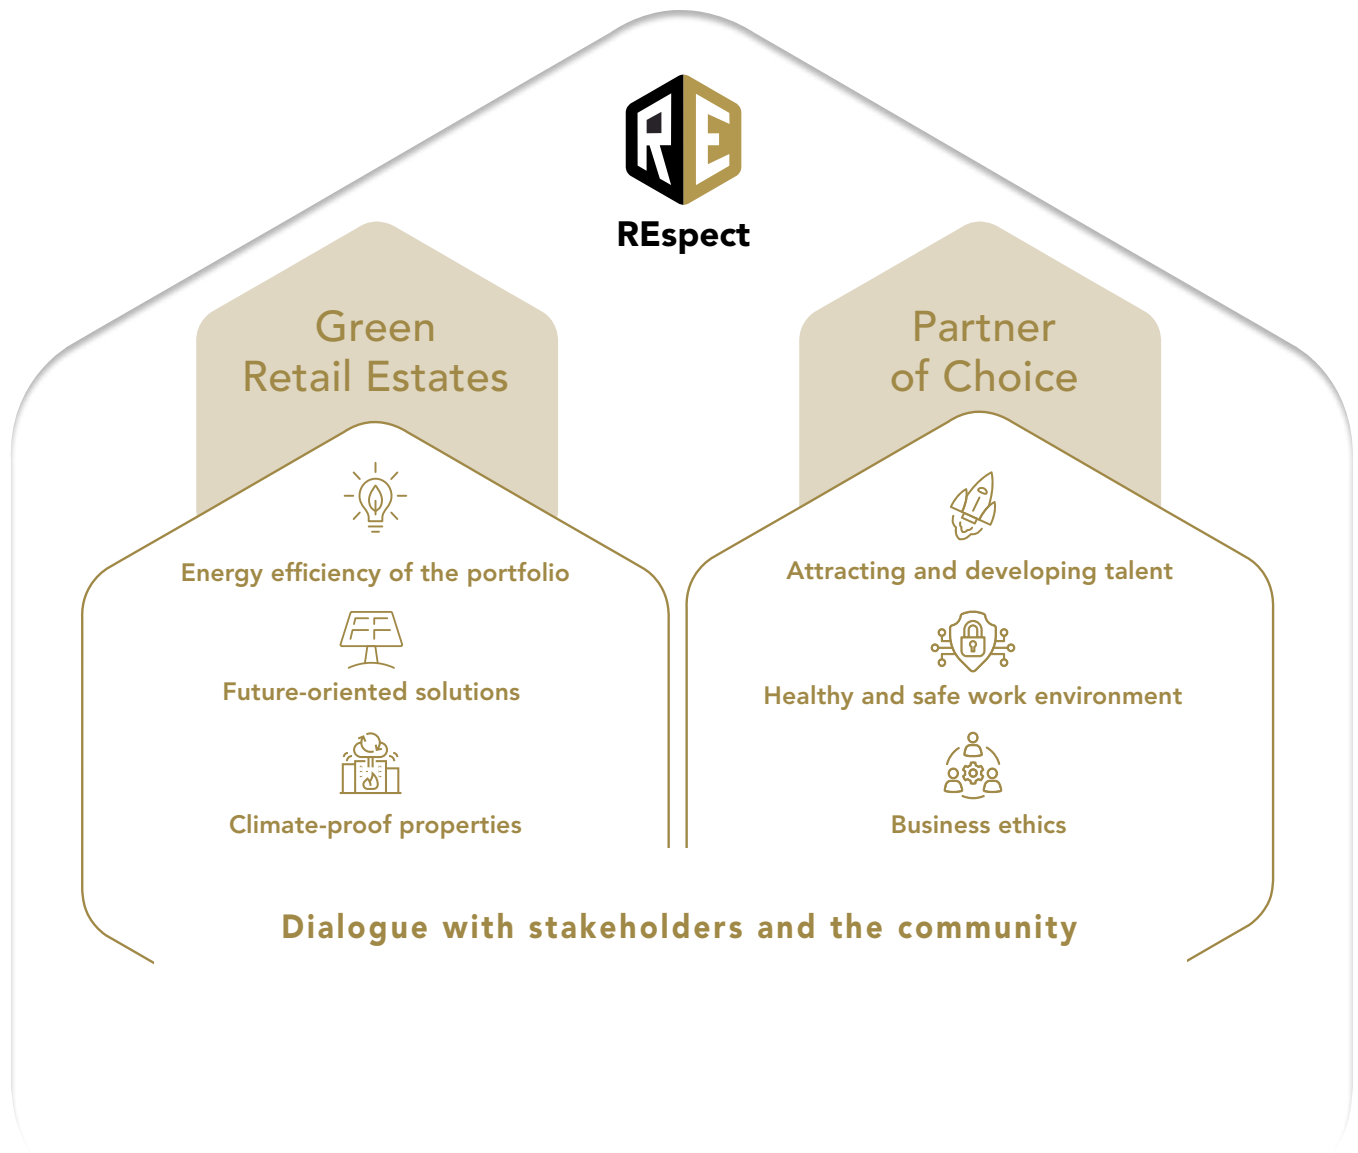 RE
REspect
Green
Retail Estates
Energy efficiency of the portfolio
Future-oriented solutions
Climate-proof properties
Partner
of Choice
Attracting and developing talent
Healthy and safe work environment
Business ethics
Dialogue with stakeholders and the community